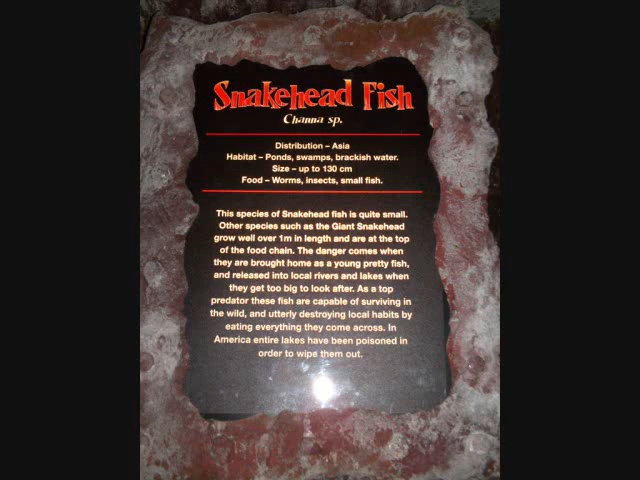 Snakehead Fish
Channa sp.
Distribution – Asia
Habitat – Ponds, swamps, brackish water.
Size – up to 130 cm
Food – Worms, insects, small fish.
This species of Snakehead fish is quite small.
Other species such as the Giant Snakehead
grow well over 1m in length and are at the top
of the food chain. The danger comes when
they are brought home as a young pretty fish,
and released into local rivers and lakes when
they get too big to look after. As a top
predator these fish are capable of surviving in
the wild, and utterly destroying local habits by
eating everything they come across. In
America entire lakes have been poisoned in
order to wipe them out.